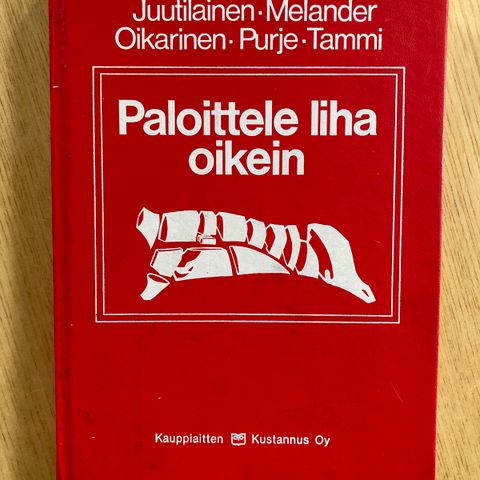 Juutilainen · Melander
Oikarinen · Purje · Tammi
Paloittele liha
oikein
Kauppiaitten Kustannus Oy